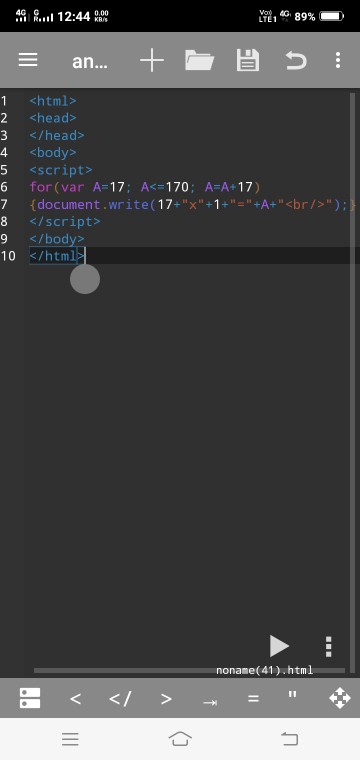 4G G 12:44 0.00 KB/s Vo) LTE1 4G 89%
an...
1 <html>
2 <head>
3 </head>
4 <body>
5 <script>
6 for(var A=17; A<=170; A=A+17)
7 {document.write(17+"x"+1+"="+A+"<br/>");}
8 </script>
9 </body>
10 </html>
noname(41).html
< </ > = "